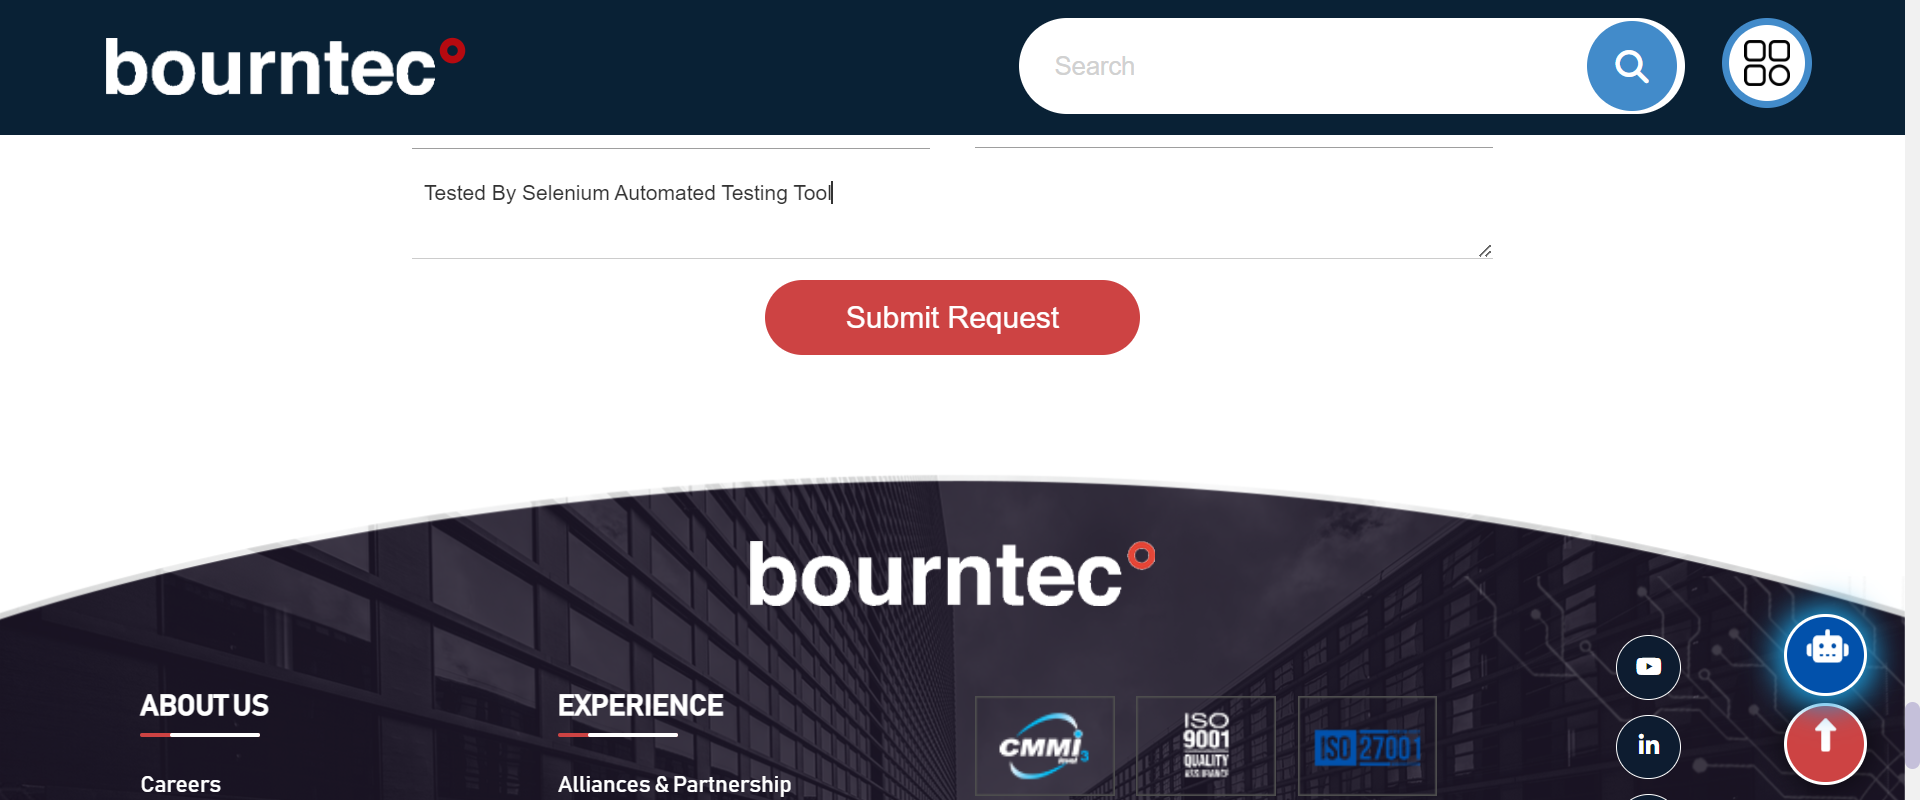 bourntec
Search
Tested By Selenium Automated Testing Tool
Submit Request
bourntec
ABOUT US
EXPERIENCE
CMMI
level 3
ISO
9001
QUALITY
ASSURANCE
ISO 27001
in
Careers
Alliances & Partnership